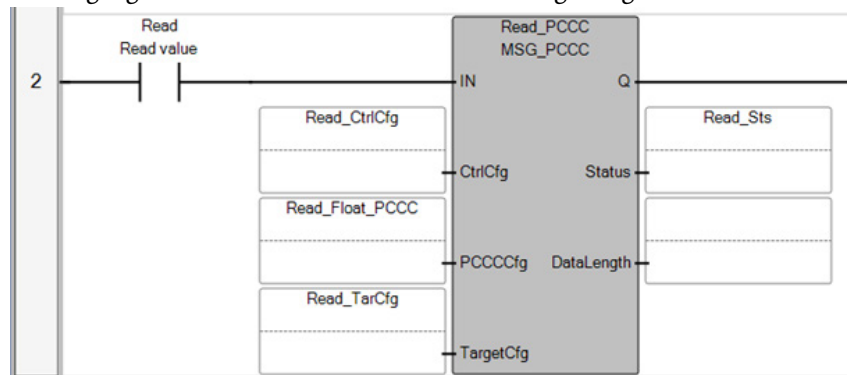 Read
Read value
Read_PCCC
MSG_PCCC
2
IN
Q
Read_CtrlCfg
Read_Sts
CtrlCfg
Status
Read_Float_PCCC
PCCCCfg
DataLength
Read_TarCfg
TargetCfg